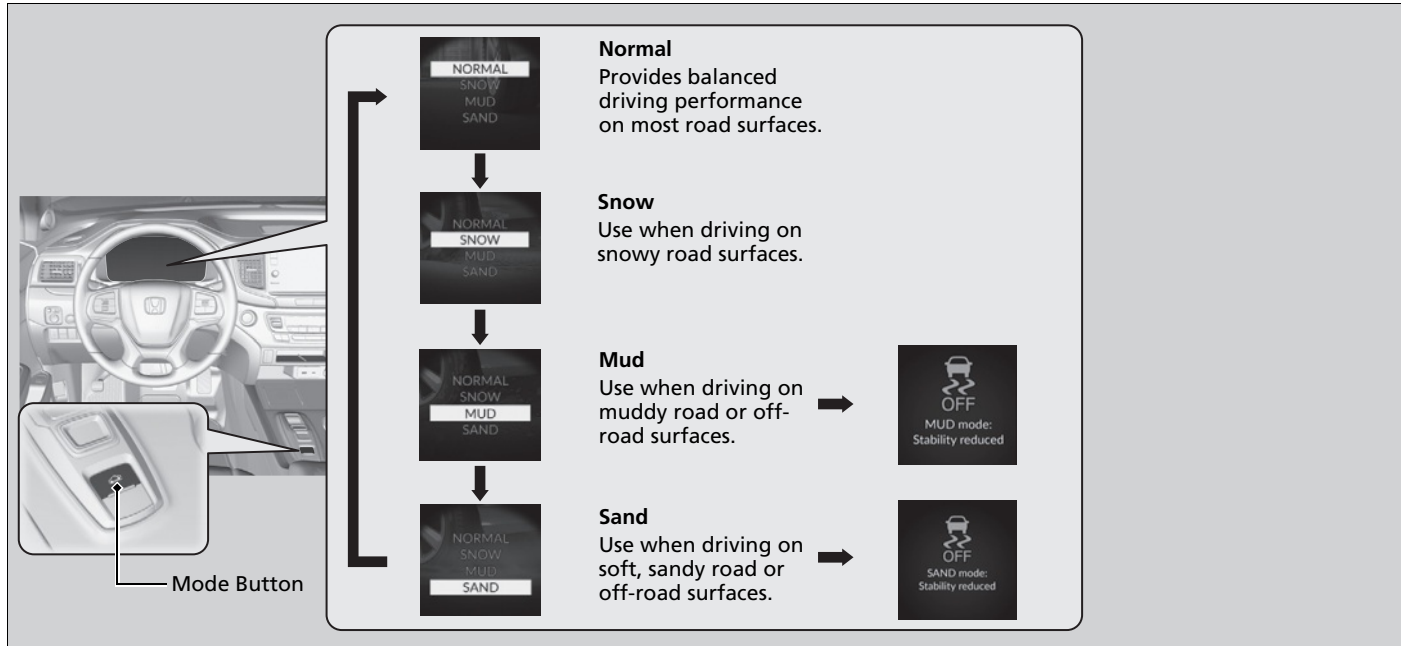 NORMAL
SNOW
MUD
SAND
Normal
Provides balanced
driving performance
on most road surfaces.
NORMAL
SNOW
MUD
SAND
Snow
Use when driving on
snowy road surfaces.
NORMAL
SNOW
MUD
SAND
Mud
Use when driving on
muddy road or off-
road surfaces.
OFF
MUD mode:
Stability reduced
NORMAL
SNOW
MUD
SAND
Sand
Use when driving on
soft, sandy road or
off-road surfaces.
OFF
SAND mode:
Stability reduced
Mode Button